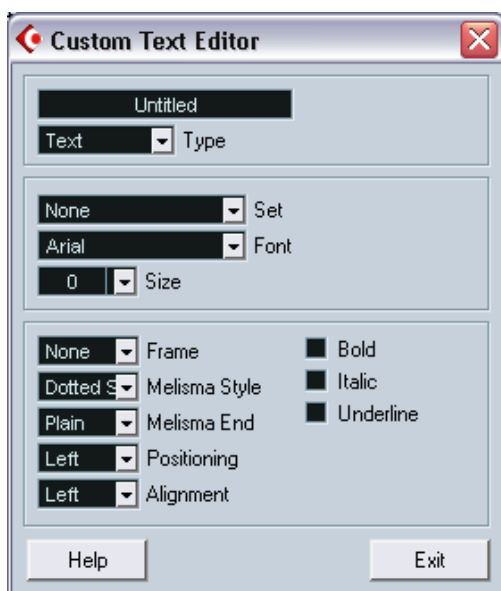 Custom Text Editor
Untitled
Text Type
None Set
Arial Font
0 Size
None Frame
Bold
Dotted S Melisma Style
Italic
Plain Melisma End
Underline
Left Positioning
Left Alignment
Help Exit